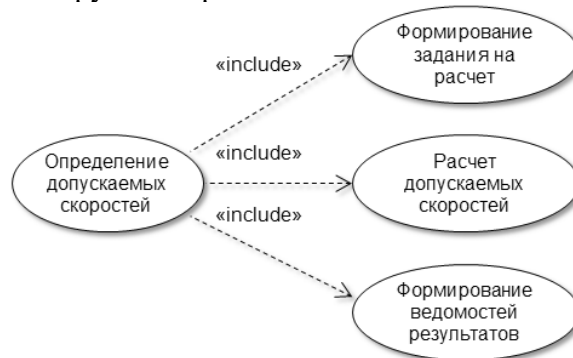 Формирование
задания на
расчет
«include»
«include»
Определение
допускаемых
скоростей
Расчет
допускаемых
скоростей
«include»
Формирование
ведомостей
результатов